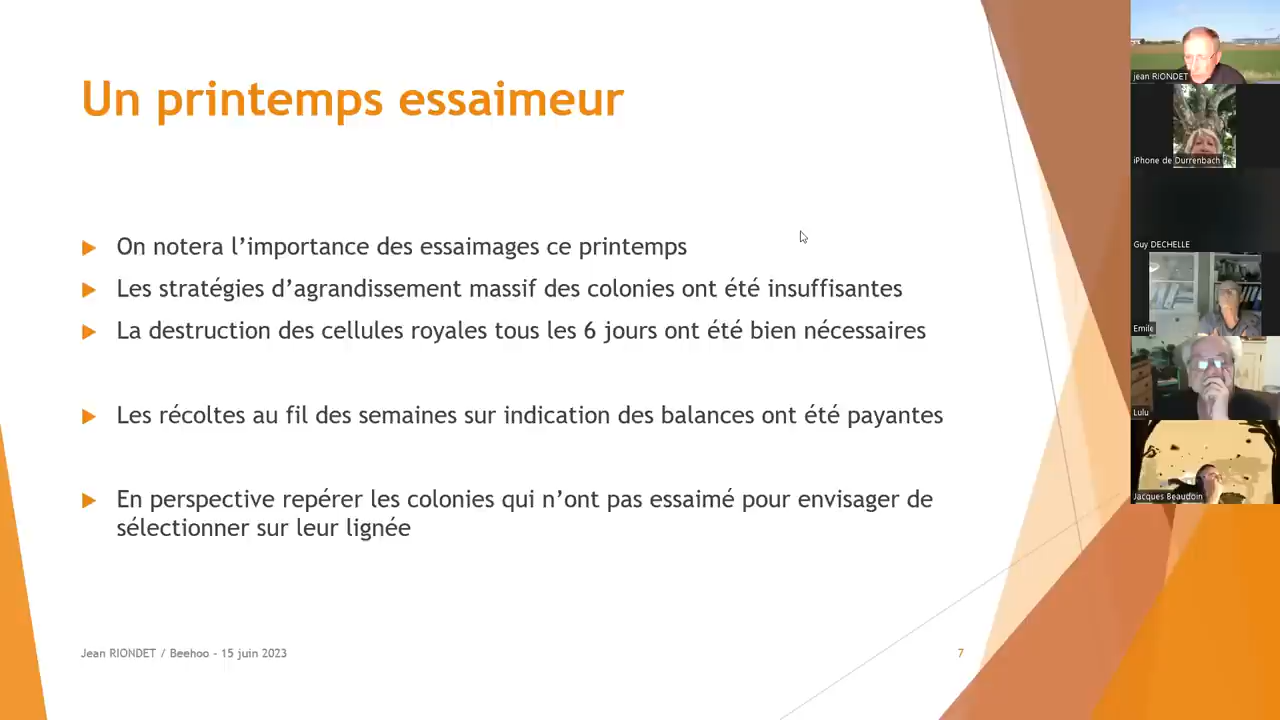 Un printemps essaimeur
On notera l’importance des essaimages ce printemps
Les stratégies d’agrandissement massif des colonies ont été insuffisantes
La destruction des cellules royales tous les 6 jours ont été bien nécessaires
Les récoltes au fil des semaines sur indication des balances ont été payantes
En perspective repérer les colonies qui n’ont pas essaimé pour envisager de
sélectionner sur leur lignée
Jean RIONDET / Beehoo - 15 juin 2023
7
jean RIONDET
iPhone de Durrenbach
Guy DECHELLE
Emile
Lulu
Jacques Beaudoin